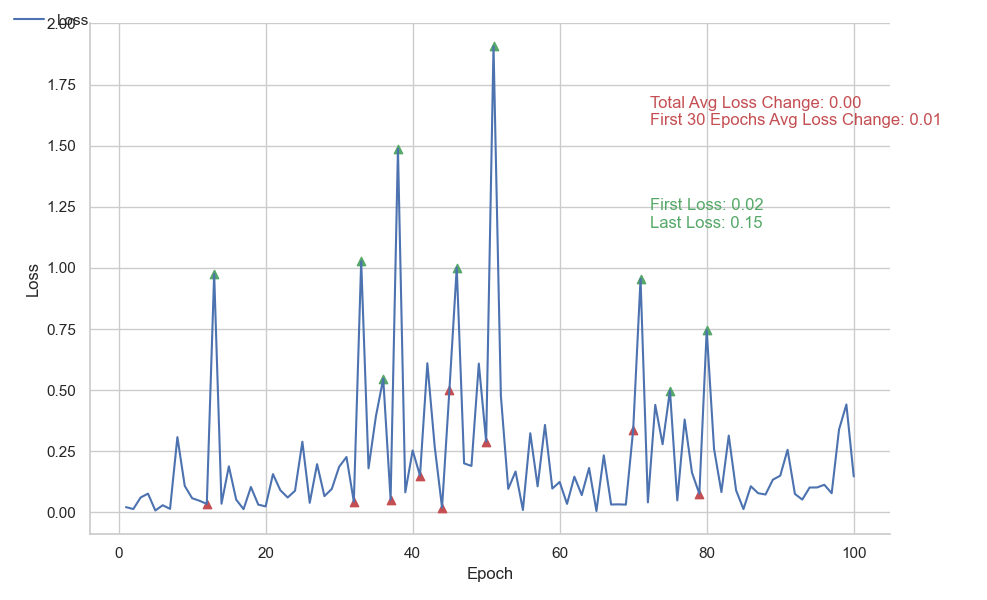 Loss
2.00
1.75
1.50
1.25
1.00
0.75
0.50
0.25
0.00
Loss
Total Avg Loss Change: 0.00
First 30 Epochs Avg Loss Change: 0.01
First Loss: 0.02
Last Loss: 0.15
0 20 40 60 80 100
Epoch